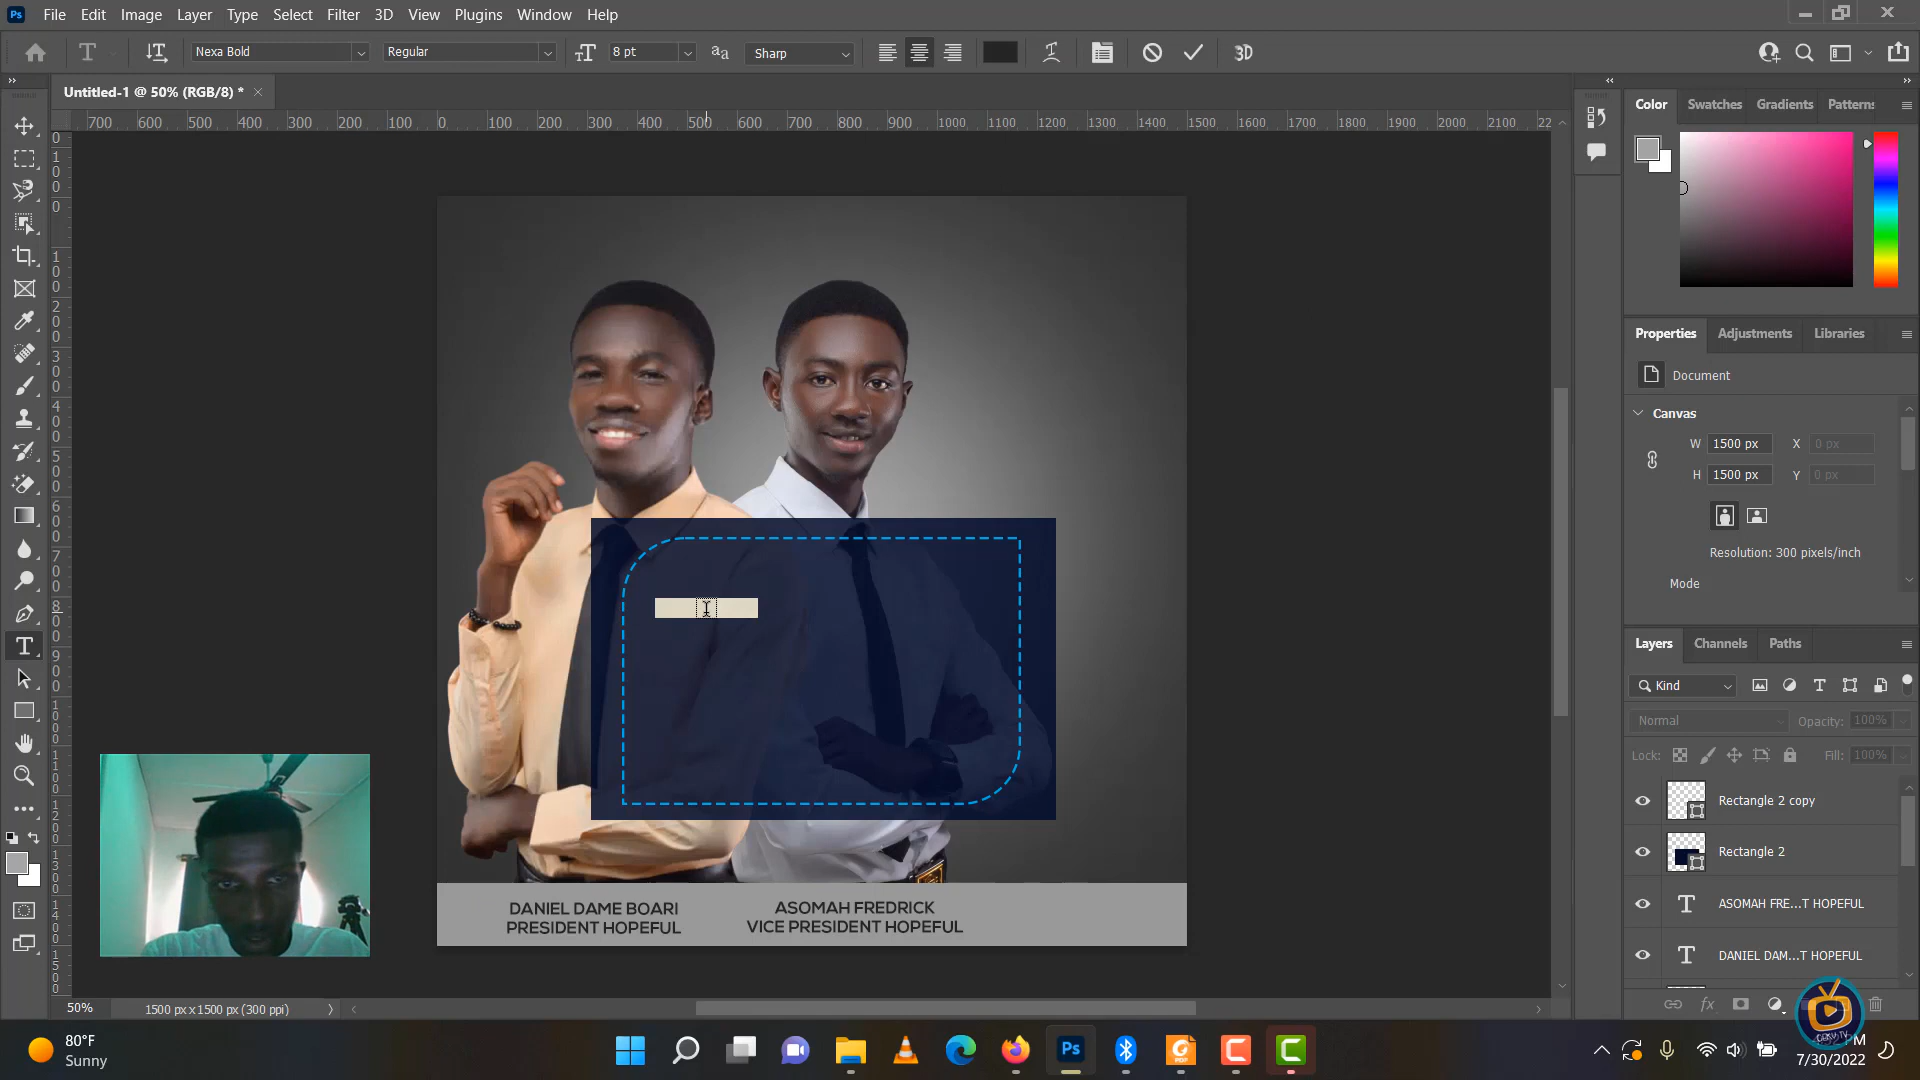 Ps File Edit Image Layer Type Select Filter 3D View Plugins Window Help
Nexa Bold Regular 8 pt Sharp 3D
Untitled-1 @ 50% (RGB/8) *
700 600 500 400 300 200 100 0 100 200 300 400 500 600 700 800 900 1000 1100 1200 1300 1400 1500 1600 1700 1800 1900 2000 2100 22
Color Swatches Gradients Patterns
Properties Adjustments Libraries
Document
Canvas
W 1500 px X 0 px
H 1500 px Y 0 px
Resolution: 300 pixels/inch
Mode
Layers Channels Paths
Kind
Normal Opacity: 100%
Lock: Fill: 100%
Rectangle 2 copy
Rectangle 2
ASOMAH FRE...T HOPEFUL
DANIEL DAM...T HOPEFUL
DANIEL DAME BOARI
PRESIDENT HOPEFUL
ASOMAH FREDRICK
VICE PRESIDENT HOPEFUL
50% 1500 px x 1500 px (300 ppi)
80°F
Sunny
7/30/2022